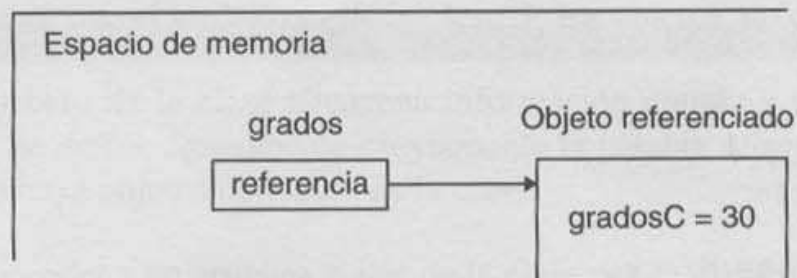 Espacio de memoria
grados
Objeto referenciado
referencia
gradosC = 30